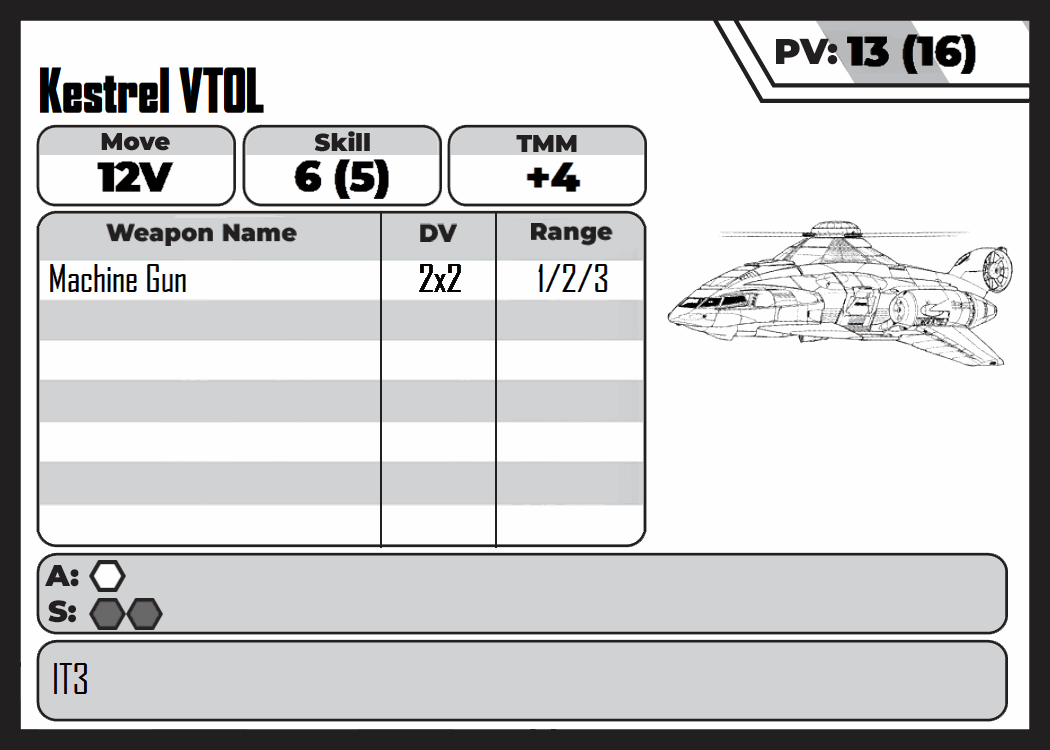 PV: 13 (16)
Kestrel VTOL
Move Skill TMM
12V 6 (5) +4
Weapon Name DV Range
Machine Gun 2x2 1/2/3
A:
S:
IT3